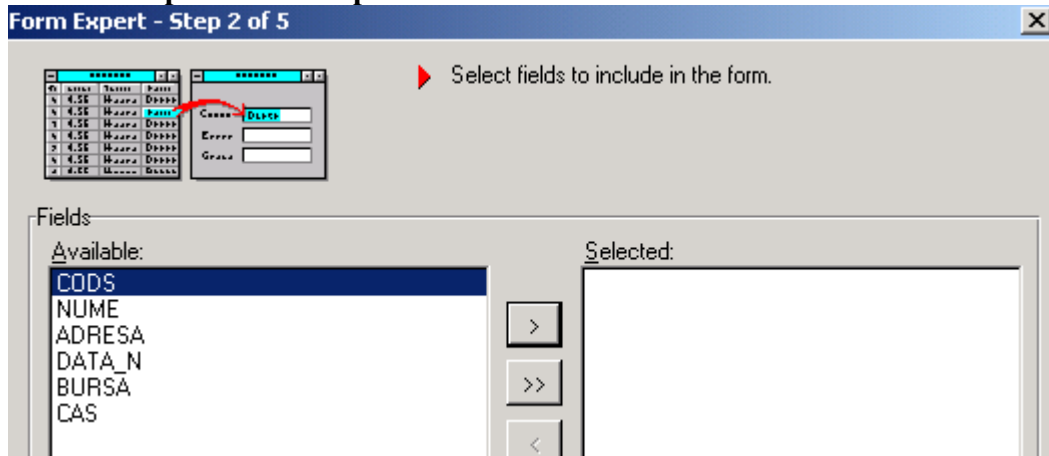 Form Expert - Step 2 of 5
Select fields to include in the form.
Fields
Available:
Selected:
CODS
NUME
ADRESA
DATA_N
BURSA
CAS
>
>>
<